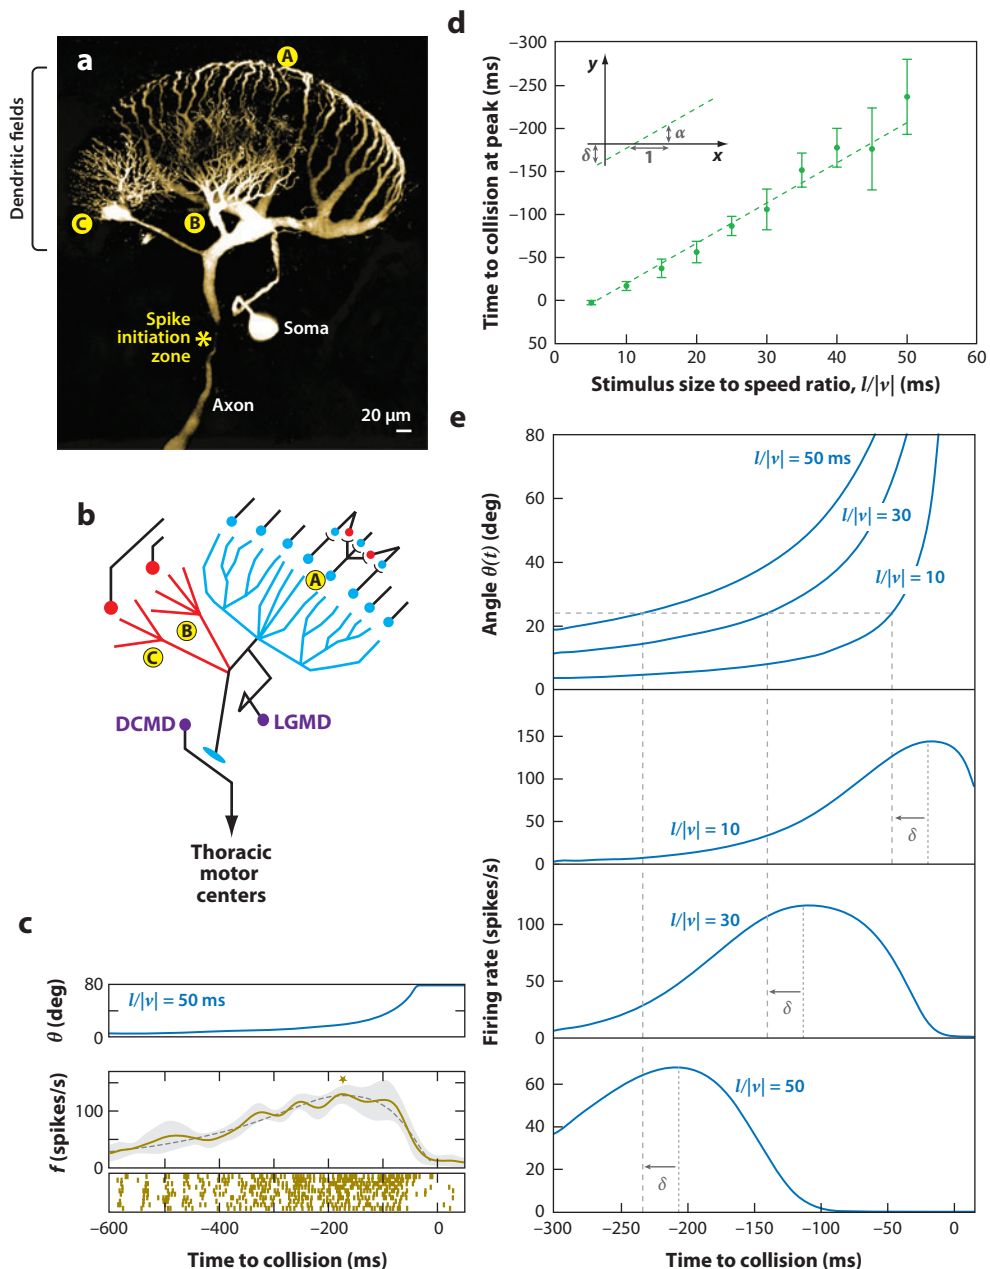 a
Dendritic fields
A
B
C
Spike
initiation
zone
*
Soma
Axon
20 μm
b
A
B
C
DCMD
LGMD
Thoracic
motor
centers
c
θ (deg)
80
0
l/|v| = 50 ms
f (spikes/s)
100
0
–600
–400
–200
0
Time to collision (ms)
d
Time to collision at peak (ms)
–300
–250
–200
–150
–100
–50
0
50
0
10
20
30
40
50
60
y
x
α
δ
1
Stimulus size to speed ratio, l/|v| (ms)
e
Angle θ(t) (deg)
80
60
40
20
0
l/|v| = 50 ms
l/|v| = 30
l/|v| = 10
Firing rate (spikes/s)
150
100
50
0
l/|v| = 10
δ
100
50
0
l/|v| = 30
δ
60
40
20
0
l/|v| = 50
δ
–300
–250
–200
–150
–100
–50
0
Time to collision (ms)